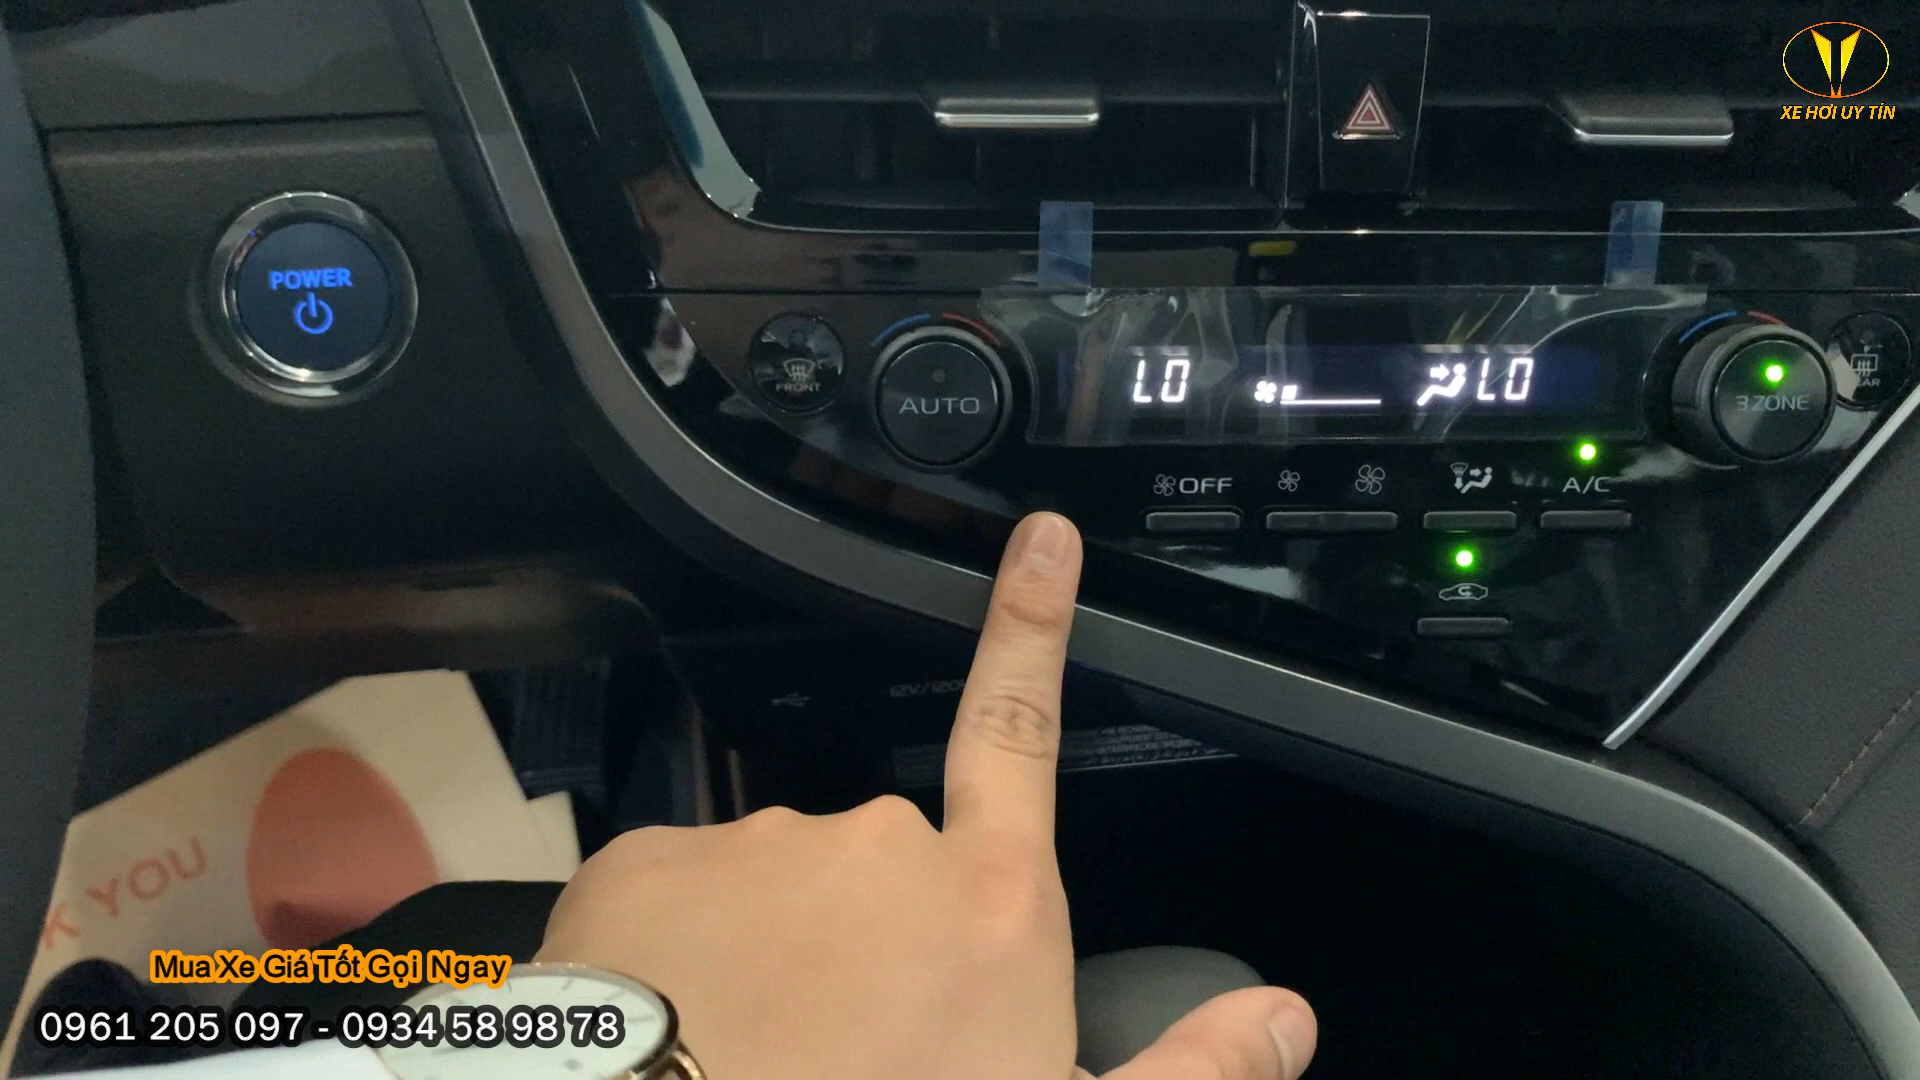 XE HƠI UY TÍN
POWER
FRONT
AUTO
LO
LO
3 ZONE
OFF
A/C
K YOU
Mua Xe Giá Tốt Gọi Ngay
0961 205 097 - 0934 58 98 78